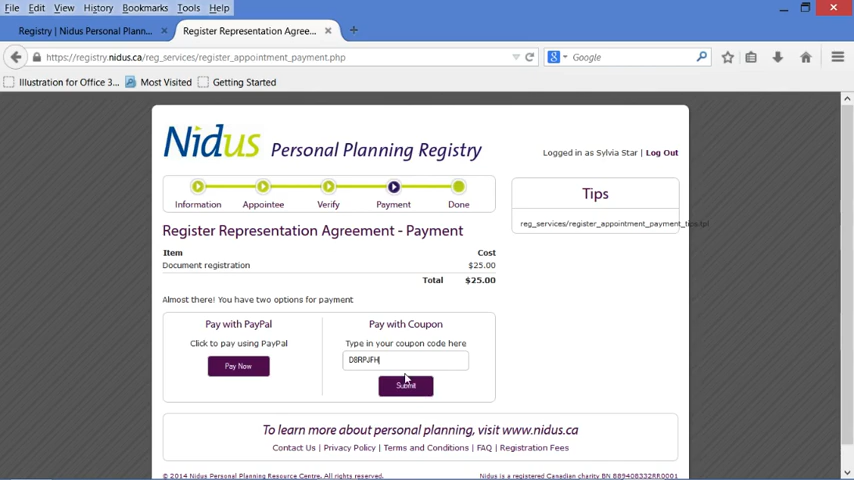 File Edit View History Bookmarks Tools Help
Registry | Nidus Personal Plann... Register Representation Agree...
https://registry.nidus.ca/reg_services/register_appointment_payment.php
Google
Illustration for Office 3... Most Visited Getting Started
Nidus Personal Planning Registry
Logged in as Sylvia Star | Log Out
Information Appointee Verify Payment Done
Tips
reg_services/register_appointment_payment_tips.tpl
Register Representation Agreement - Payment
Item Cost
Document registration $25.00
Total $25.00
Almost there! You have two options for payment
Pay with PayPal
Click to pay using PayPal
Pay Now
Pay with Coupon
Type in your coupon code here
D8RPJFH
Submit
To learn more about personal planning, visit www.nidus.ca
Contact Us | Privacy Policy | Terms and Conditions | FAQ | Registration Fees
© 2014 Nidus Personal Planning Resource Centre. All rights reserved. Nidus is a registered Canadian charity BN 889408332RR0001